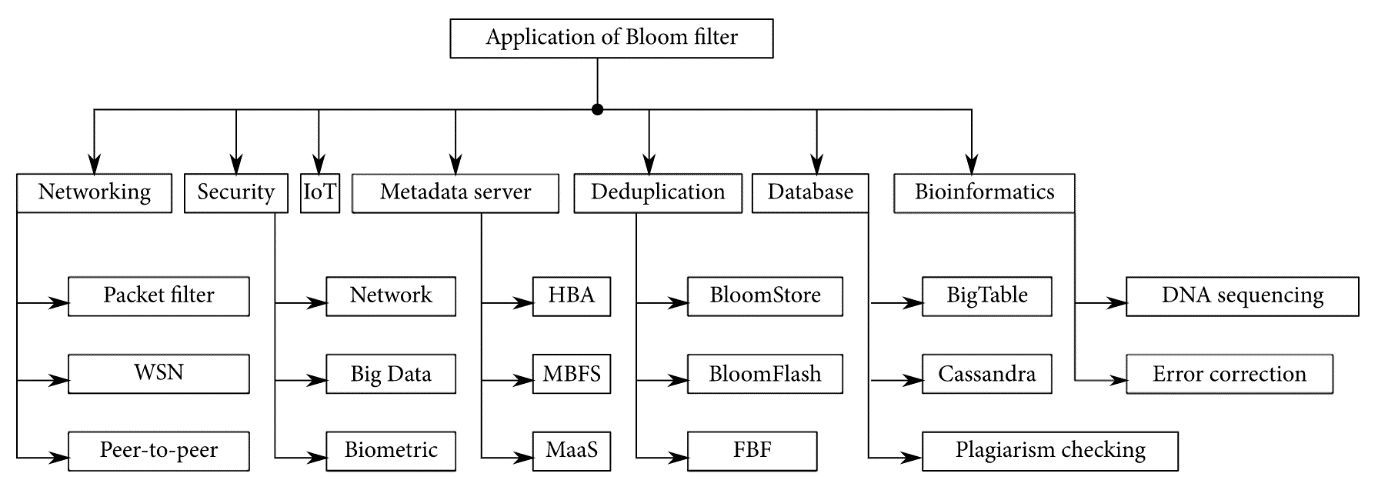 Application of Bloom filter
Networking
Security
IoT
Metadata server
Deduplication
Database
Bioinformatics
Packet filter
Network
HBA
BloomStore
BigTable
DNA sequencing
WSN
Big Data
MBFS
BloomFlash
Cassandra
Error correction
Peer-to-peer
Biometric
MaaS
FBF
Plagiarism checking